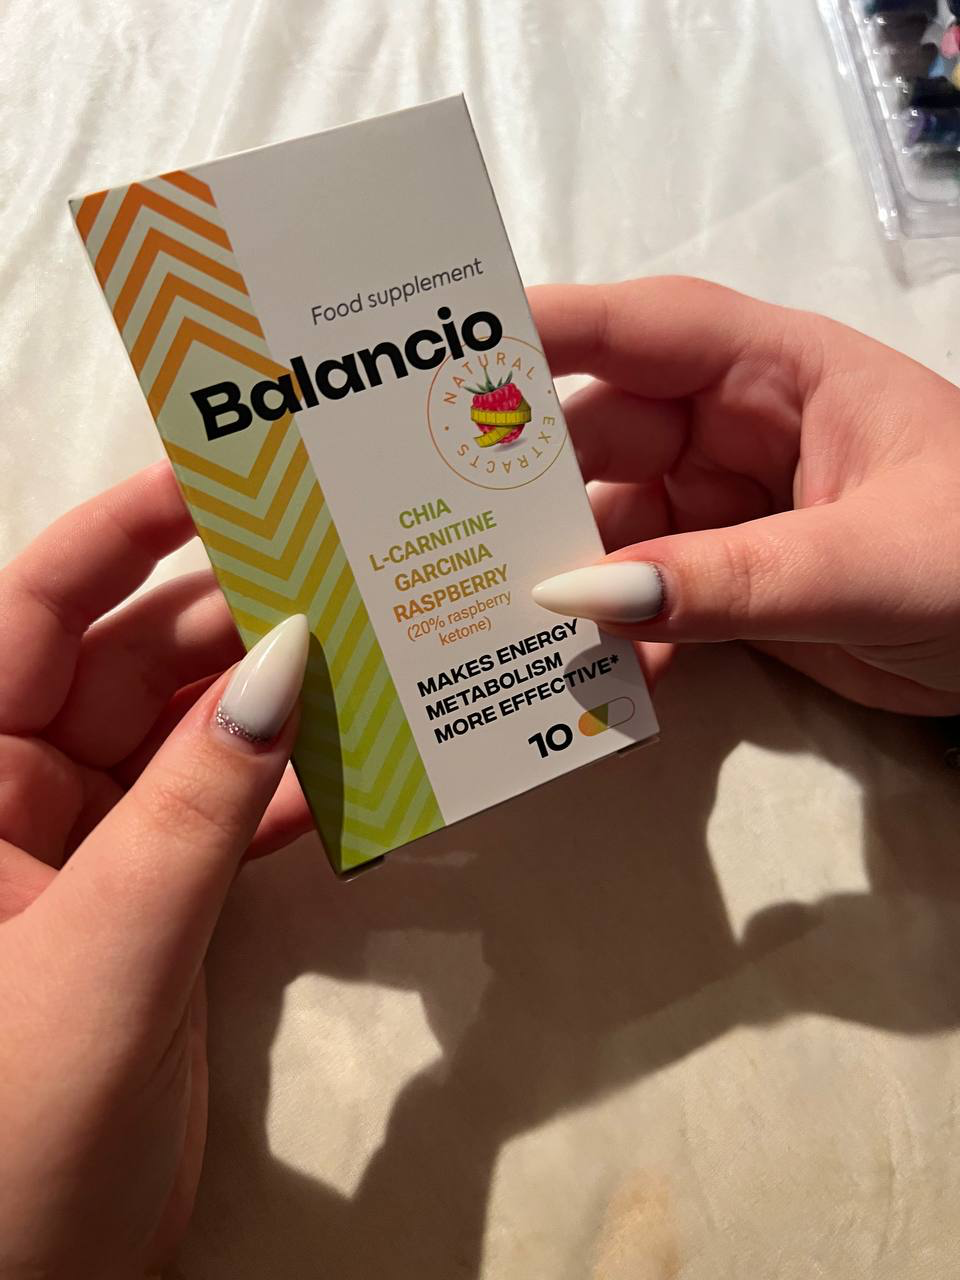 Food supplement
Balancio
NATURAL • EXTRACTS •
CHIA
L-CARNITINE
GARCINIA
RASPBERRY
(20% raspberry
ketone)
MAKES ENERGY
METABOLISM
MORE EFFECTIVE*
10